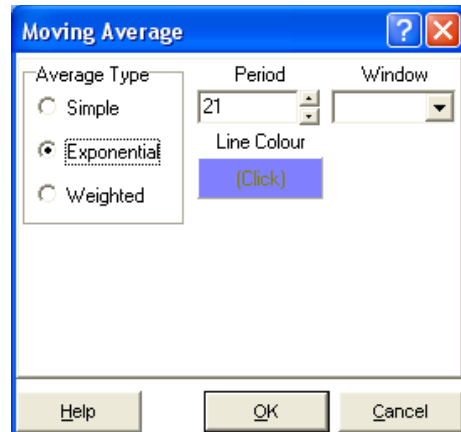 Moving Average
Average Type
Period
Window
Simple
21
Exponential
Line Colour
(Click)
Weighted
Help
OK
Cancel